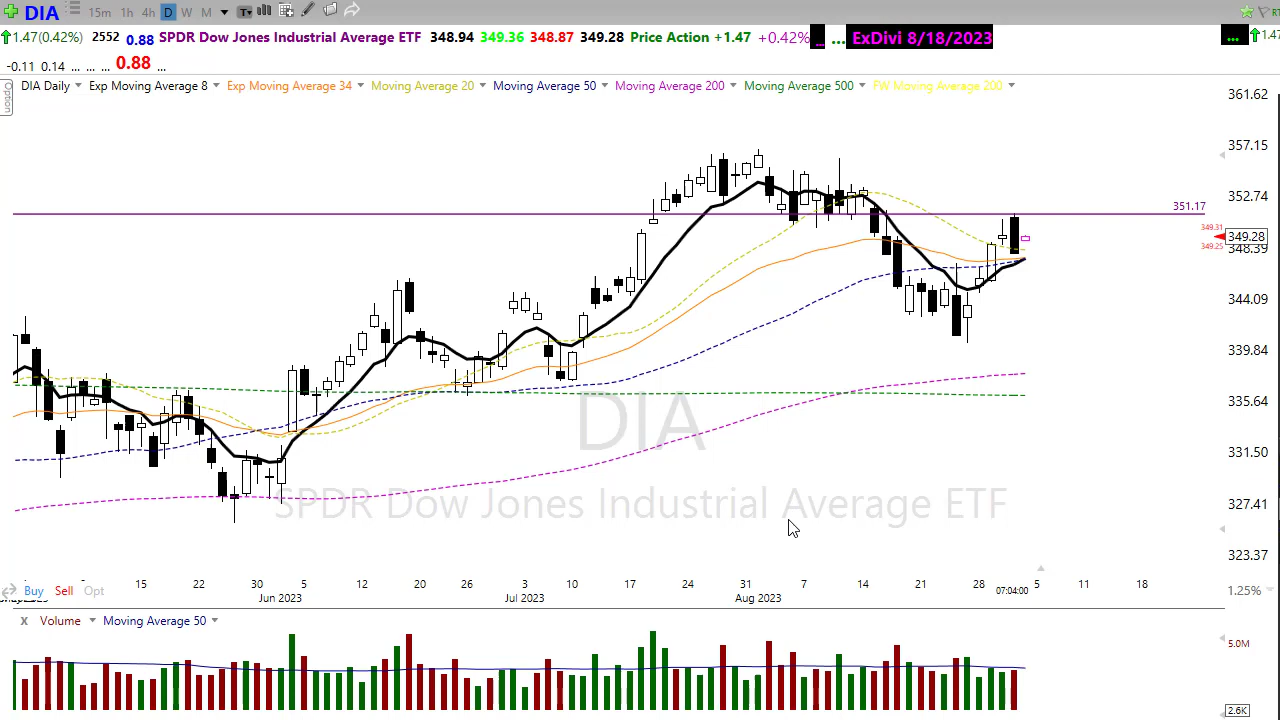 DIA 15m 1h 4h D W M T
1.47(0.42%) 2552 0.88 SPDR Dow Jones Industrial Average ETF 348.94 349.36 348.87 349.28 Price Action +1.47 +0.42% ... ... ExDivi 8/18/2023 ... 1.47
-0.11 0.14 ... ... ... 0.88 ...
Option
DIA Daily Exp Moving Average 8 Exp Moving Average 34 Moving Average 20 Moving Average 50 Moving Average 200 Moving Average 500 FW Moving Average 200
361.62
357.15
352.74
351.17
349.31
349.28
349.25
348.39
344.09
339.84
335.64
331.50
327.41
323.37
DIA
SPDR Dow Jones Industrial Average ETF
Buy Sell Opt
15 22 30 5 12 20 26 3 10 17 24 31 7 14 21 28 5 11 18
Jun 2023 Jul 2023 Aug 2023 07:04:00 1.25%
X Volume Moving Average 50
5.0M
2.6K